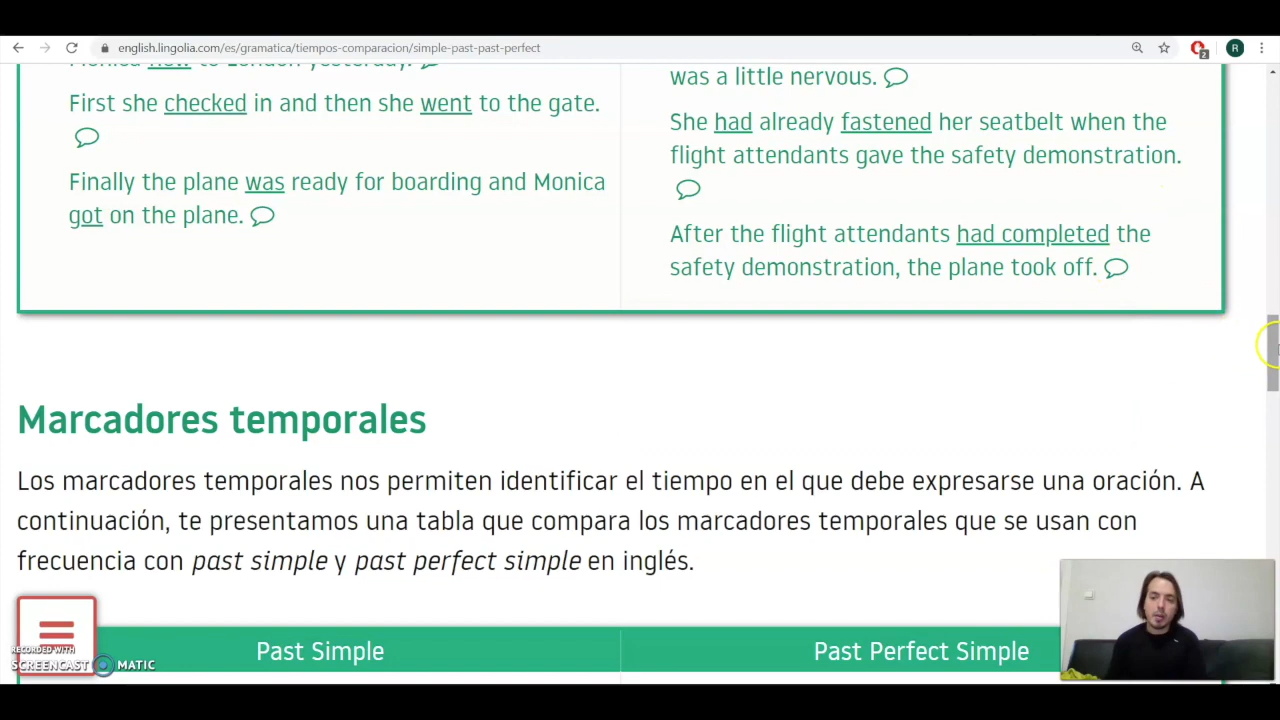 english.lingolia.com/es/gramatica/tiempos-comparacion/simple-past-past-perfect
R
2
to London yesterday.
First she checked in and then she went to the gate.
Finally the plane was ready for boarding and Monica
got on the plane.
was a little nervous.
She had already fastened her seatbelt when the
flight attendants gave the safety demonstration.
After the flight attendants had completed the
safety demonstration, the plane took off.
Marcadores temporales
Los marcadores temporales nos permiten identificar el tiempo en el que debe expresarse una oración. A
continuación, te presentamos una tabla que compara los marcadores temporales que se usan con
frecuencia con past simple y past perfect simple en inglés.
Past Simple
Past Perfect Simple
RECORDED WITH
SCREENCAST MATIC